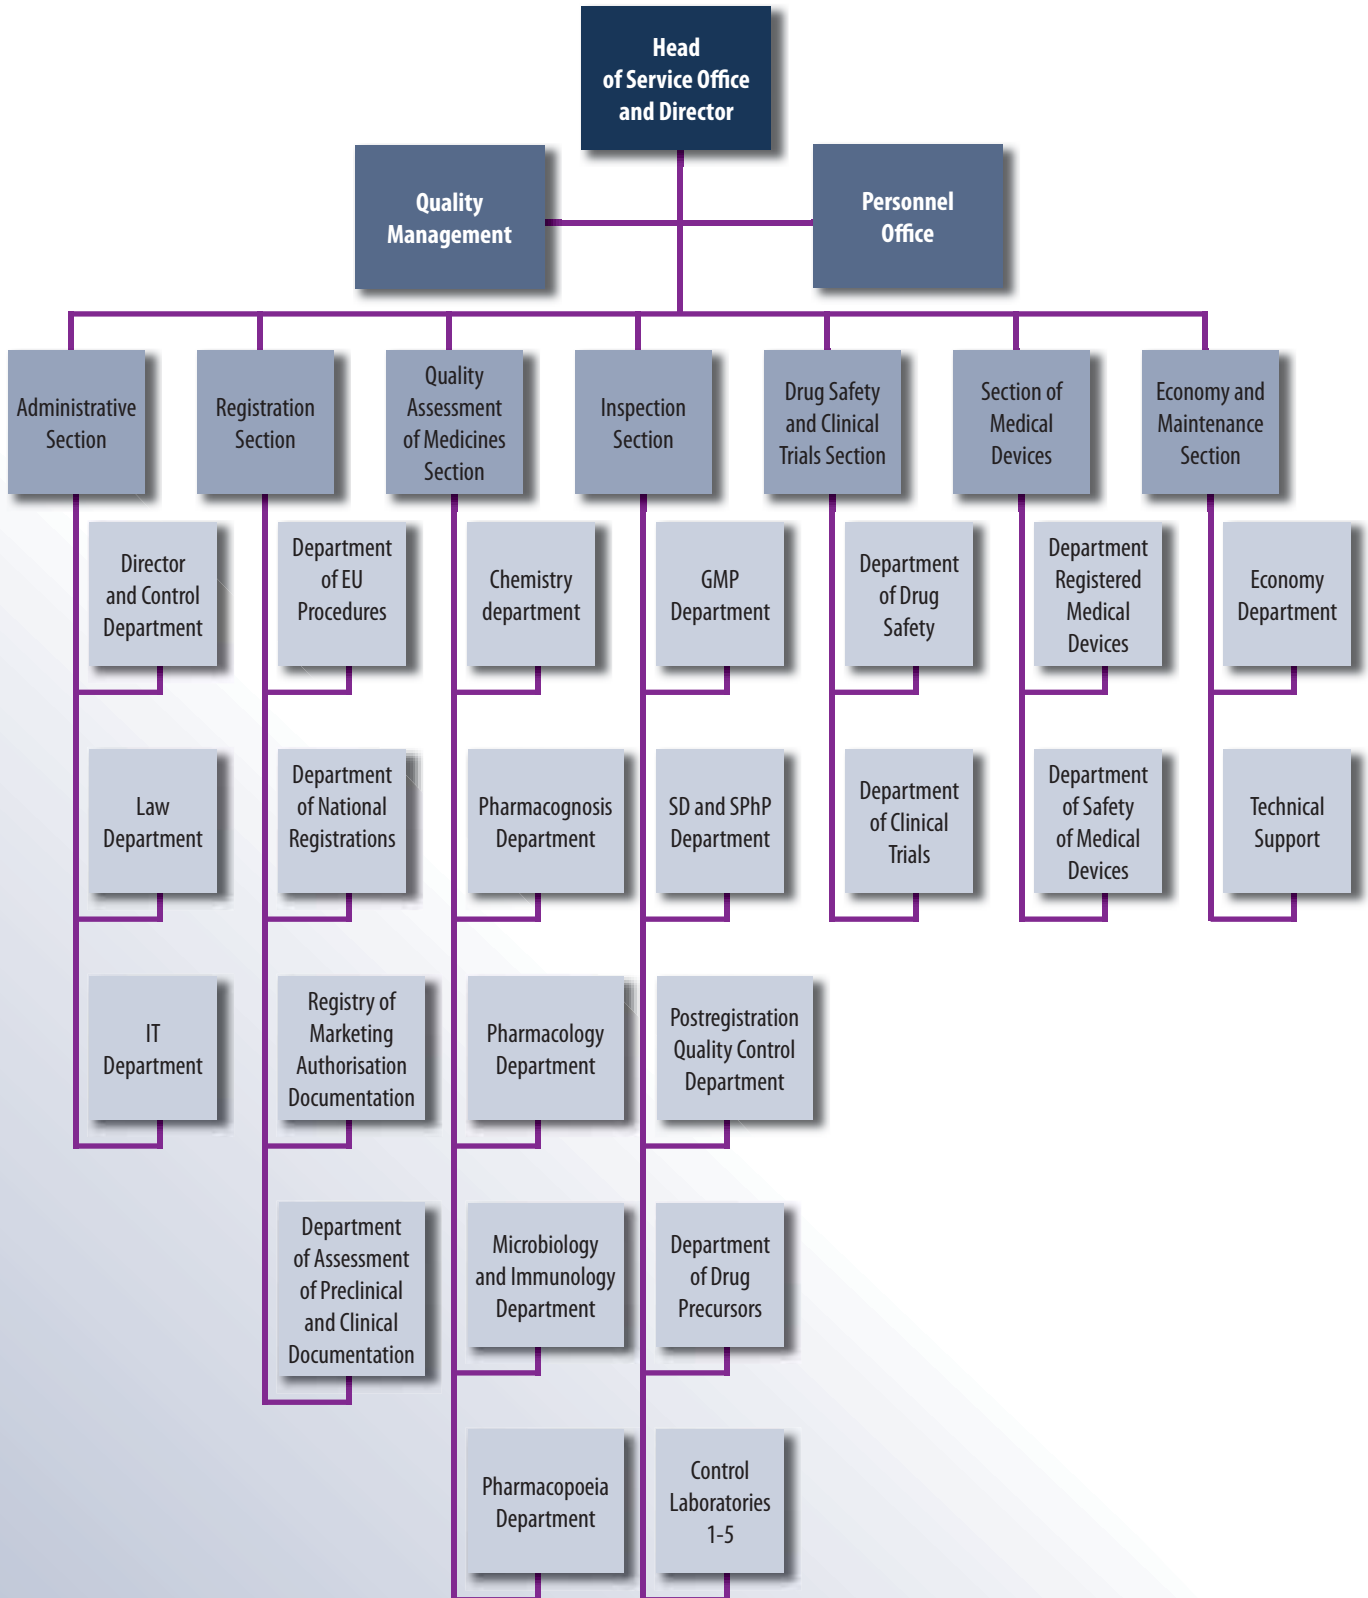 Head
of Service Office
and Director
Quality
Management
Personnel
Office
Administrative
Section
Registration
Section
Quality
Assessment
of Medicines
Section
Inspection
Section
Drug Safety
and Clinical
Trials Section
Section of
Medical
Devices
Economy and
Maintenance
Section
Director
and Control
Department
Department
of EU
Procedures
Chemistry
department
GMP
Department
Department
of Drug
Safety
Department
Registered
Medical
Devices
Economy
Department
Law
Department
Department
of National
Registrations
Pharmacognosis
Department
SD and SPhP
Department
Department
of Clinical
Trials
Department
of Safety
of Medical
Devices
Technical
Support
IT
Department
Registry of
Marketing
Authorisation
Documentation
Pharmacology
Department
Postregistration
Quality Control
Department
Department
of Assessment
of Preclinical
and Clinical
Documentation
Microbiology
and Immunology
Department
Department
of Drug
Precursors
Pharmacopoeia
Department
Control
Laboratories
1-5